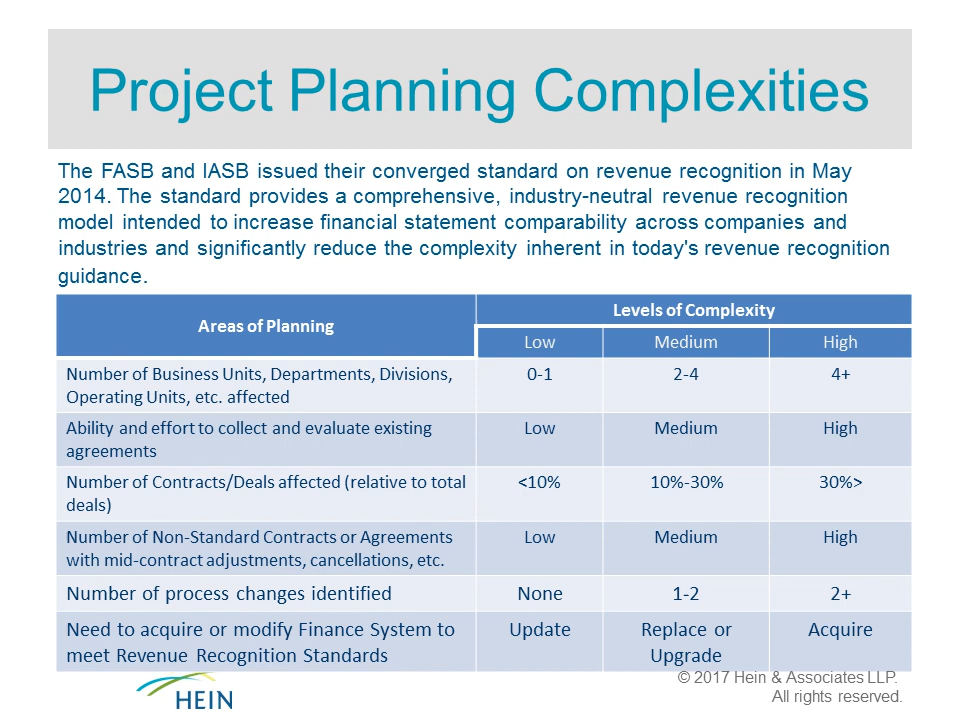 Project Planning Complexities
The FASB and IASB issued their converged standard on revenue recognition in May
2014. The standard provides a comprehensive, industry-neutral revenue recognition
model intended to increase financial statement comparability across companies and
industries and significantly reduce the complexity inherent in today's revenue recognition
guidance.
Areas of Planning
Levels of Complexity
Low Medium High
Number of Business Units, Departments, Divisions, 0-1 2-4 4+
Operating Units, etc. affected
Ability and effort to collect and evaluate existing Low Medium High
agreements
Number of Contracts/Deals affected (relative to total <10% 10%-30% 30%>
deals)
Number of Non-Standard Contracts or Agreements Low Medium High
with mid-contract adjustments, cancellations, etc.
Number of process changes identified None 1-2 2+
Need to acquire or modify Finance System to Update Replace or Acquire
meet Revenue Recognition Standards Upgrade
HEIN
© 2017 Hein & Associates LLP.
All rights reserved.